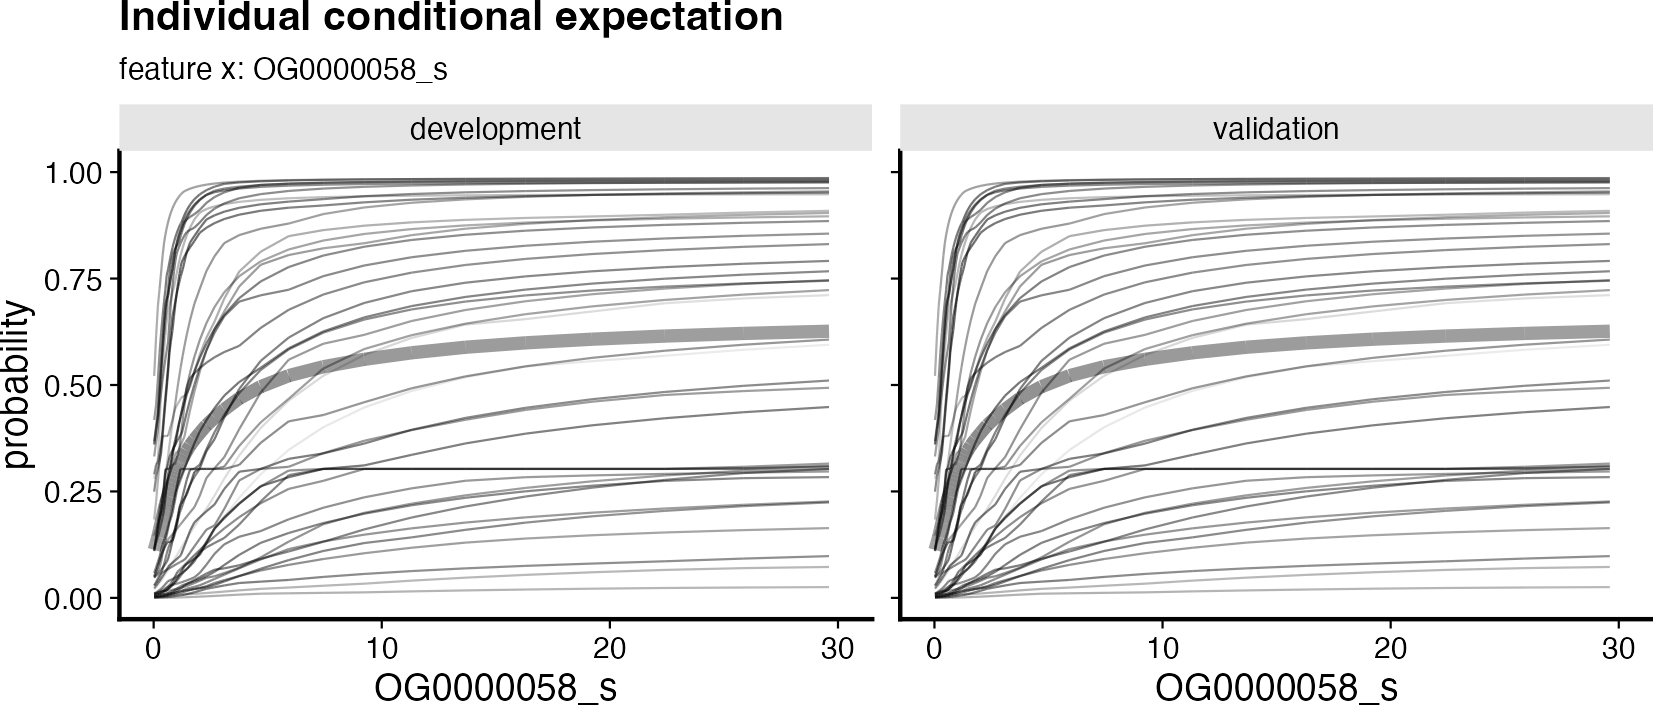 Individual conditional expectation
feature x: OG0000058_s
development
validation
probability
1.00
0.75
0.50
0.25
0.00
0 10 20 30
0 10 20 30
OG0000058_s
OG0000058_s